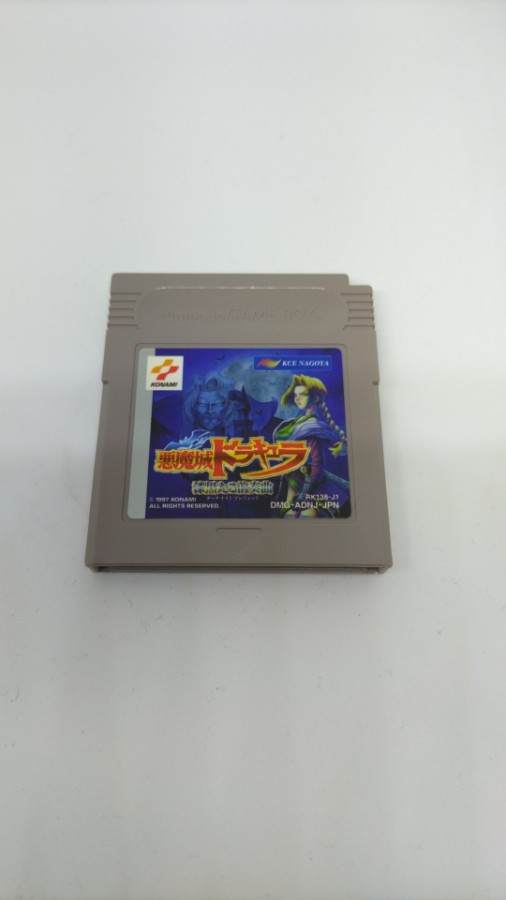 Nintendo GAME BOY
KONAMI
KCE NAGOYA
悪魔城ドラキュラ
漆黒たる前奏曲
ダークナイトプレリュード
© 1997 KONAMI
ALL RIGHTS RESERVED.
RK138-J1
DMG-ADNJ-JPN